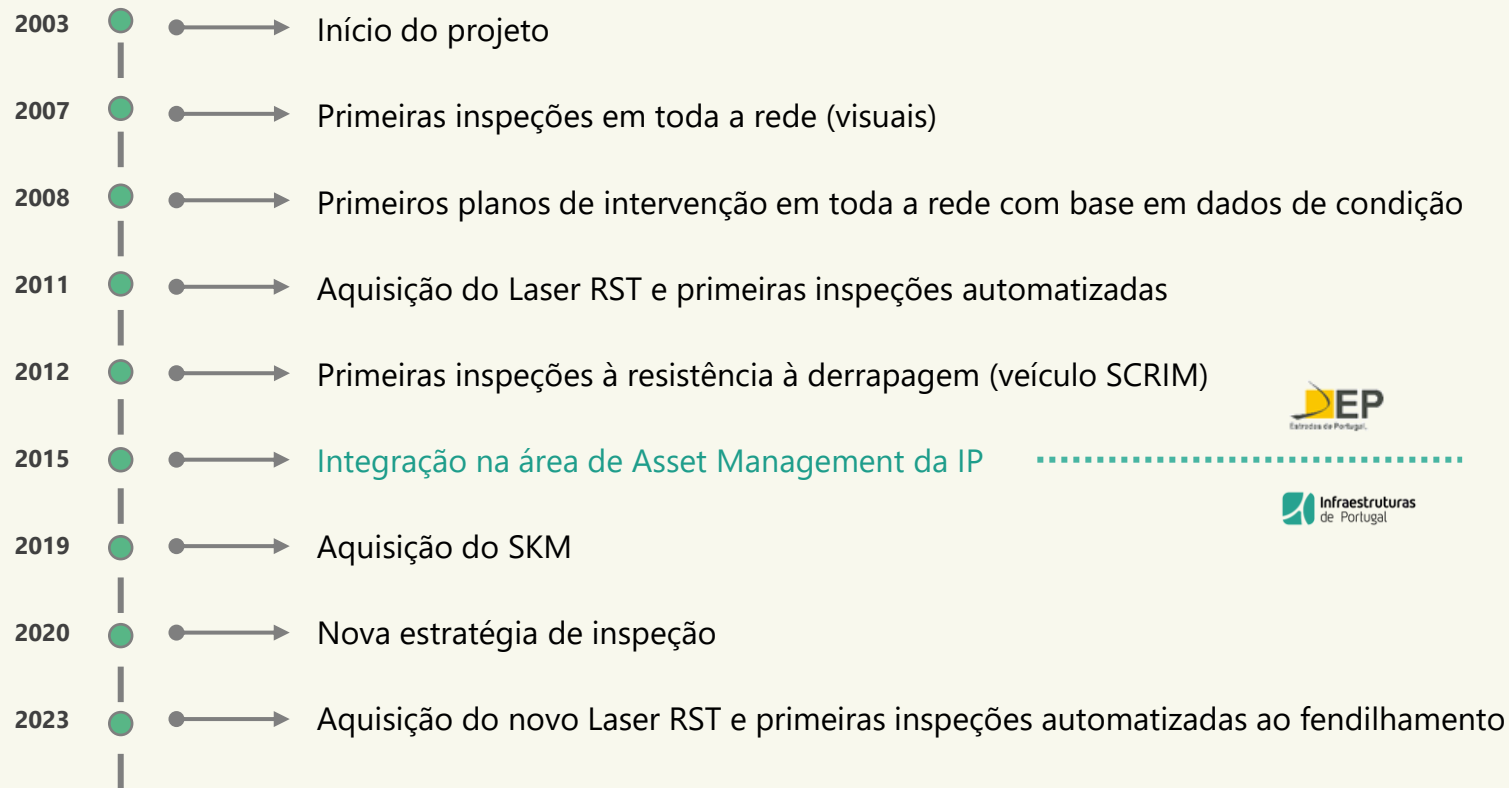 2003 Início do projeto
2007 Primeiras inspeções em toda a rede (visuais)
2008 Primeiros planos de intervenção em toda a rede com base em dados de condição
2011 Aquisição do Laser RST e primeiras inspeções automatizadas
2012 Primeiras inspeções à resistência à derrapagem (veículo SCRIM)
EP
Estradas de Portugal.
2015 Integração na área de Asset Management da IP
Infraestruturas
de Portugal
2019 Aquisição do SKM
2020 Nova estratégia de inspeção
2023 Aquisição do novo Laser RST e primeiras inspeções automatizadas ao fendilhamento